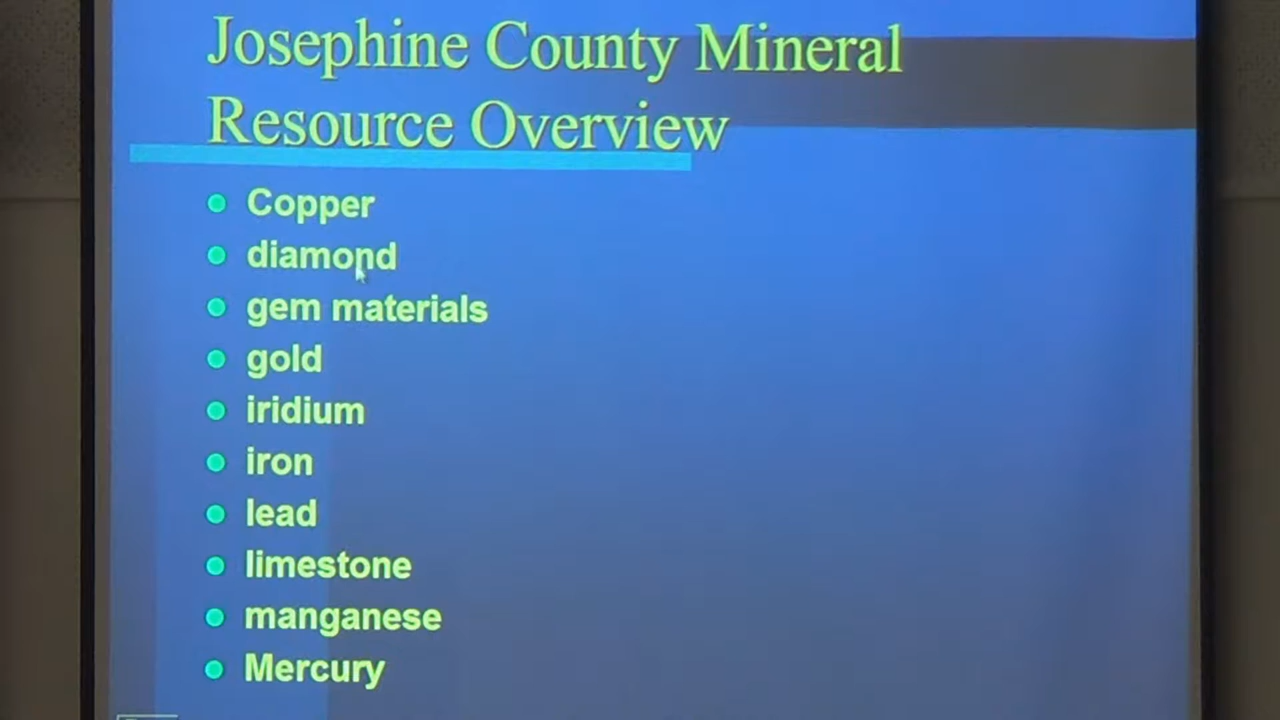 Josephine County Mineral
Resource Overview
Copper
diamond
gem materials
gold
iridium
iron
lead
limestone
manganese
Mercury